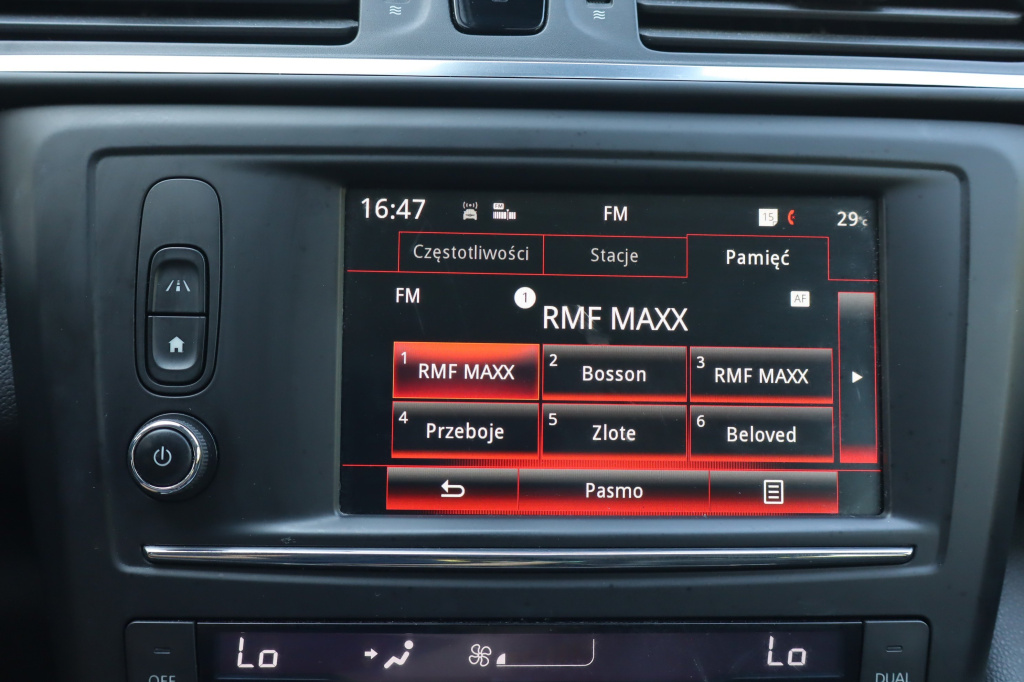 16:47 FM 15 29°C
Częstotliwości Stacje Pamięć
FM 1 AF
RMF MAXX
1 RMF MAXX 2 Bosson 3 RMF MAXX
4 Przeboje 5 Zlote 6 Beloved
Pasmo
Lo Lo
OFF DUAL